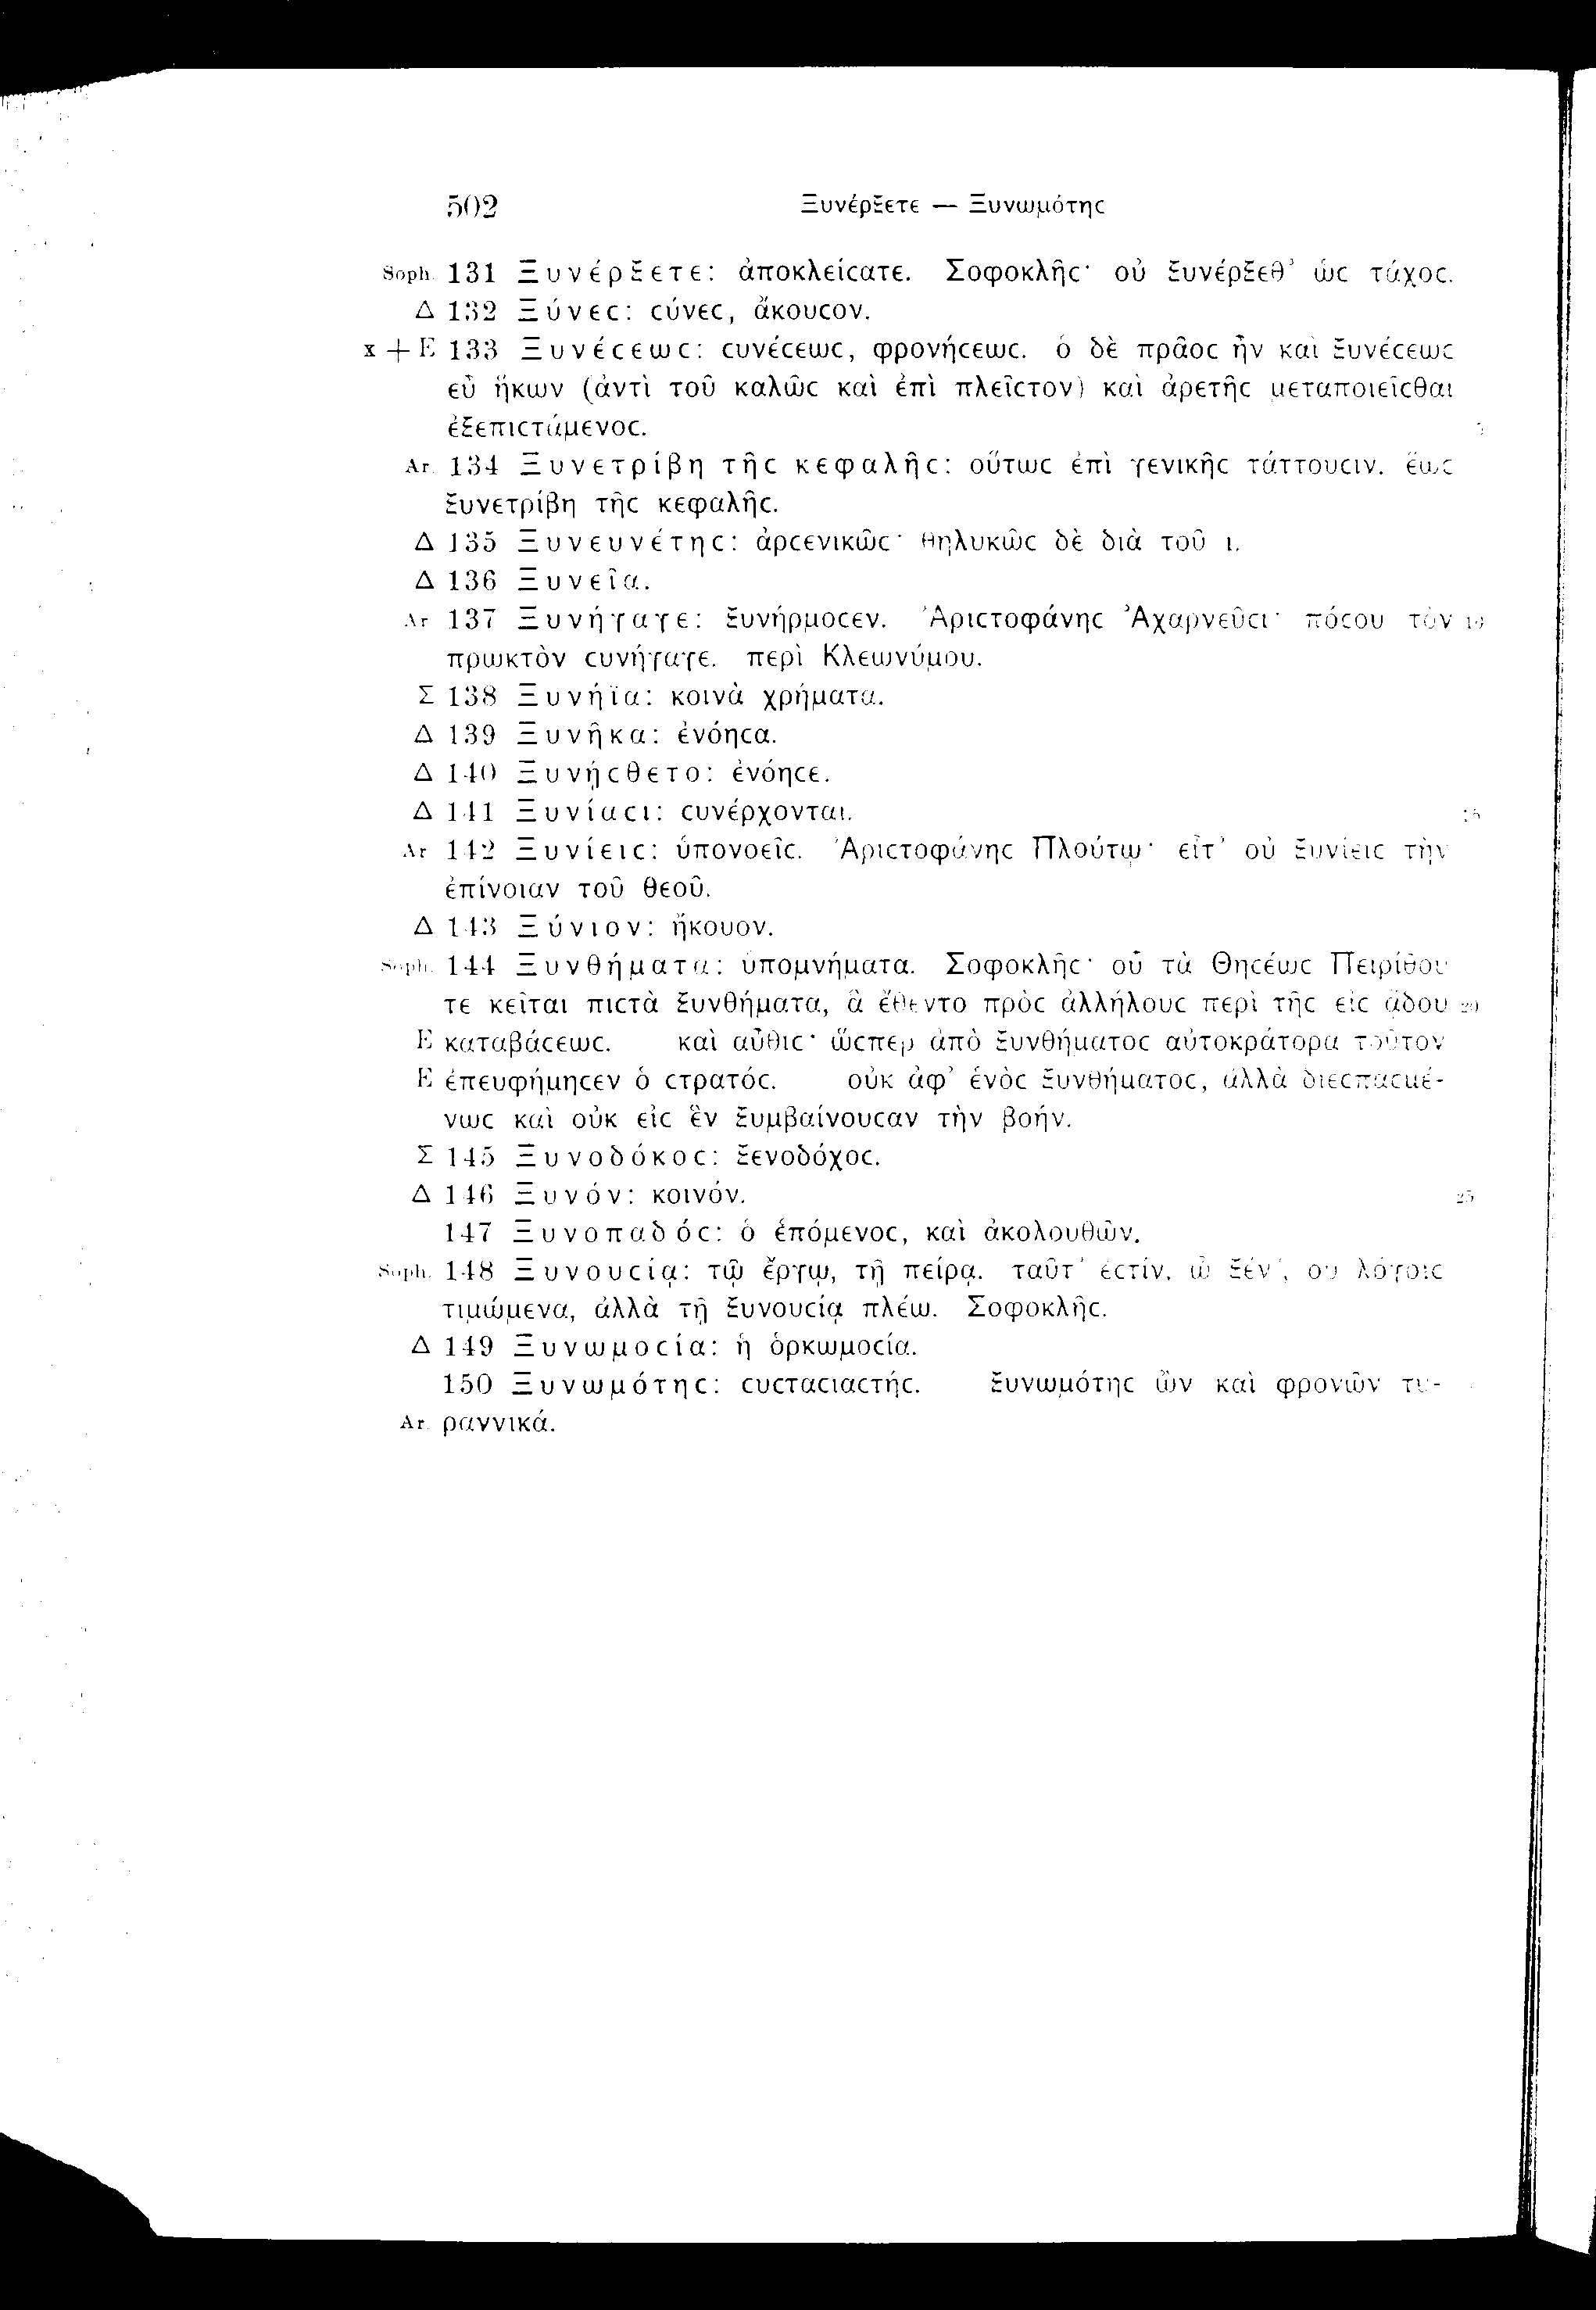 502 Ξυνέρξετε — Ξυνωμότηϲ
Soph. 131 Ξυνέρξετε: ἀποκλείϲατε. Σοφοκλῆϲ· οὐ ξυνέρξεθ’ ὡϲ τάχοϲ.
Δ 132 Ξύνεϲ: ϲύνεϲ, ἄκουϲον.
x + E 133 Ξυνέϲεωϲ: ϲυνέϲεωϲ, φρονήϲεωϲ. ὁ δὲ πρᾶοϲ ἦν καὶ ξυνέϲεωϲ
εὖ ἥκων (ἀντὶ τοῦ καλῶϲ καὶ ἐπὶ πλεῖϲτον) καὶ ἀρετῆϲ μεταποιεῖϲθαι
ἐξεπιϲτάμενοϲ. 5
Ar. 134 Ξυνετρίβη τῆϲ κεφαλῆϲ: οὕτωϲ ἐπὶ γενικῆϲ τάττουϲιν. ἕωϲ
ξυνετρίβη τῆϲ κεφαλῆϲ.
Δ 135 Ξυνευνέτηϲ: ἀρϲενικῶϲ· θηλυκῶϲ δὲ διὰ τοῦ ι.
Δ 136 Ξυνεῖα.
Ar. 137 Ξυνήγαγε: ξυνήρμοϲεν. Ἀριϲτοφάνηϲ Ἀχαρνεῦϲι· πόϲου τὸν 10
πρωκτὸν ϲυνήγαγε. περὶ Κλεωνύμου.
Σ 138 Ξυνήϊα: κοινὰ χρήματα.
Δ 139 Ξυνῆκα: ἐνόηϲα.
Δ 140 Ξυνῄϲθετο: ἐνόηϲε.
Δ 141 Ξυνίαϲι: ϲυνέρχονται. 15
Ar. 142 Ξυνίειϲ: ὑπονοεῖϲ. Ἀριϲτοφάνηϲ Πλούτῳ· εἶτ’ οὐ ξυνίειϲ τὴν
ἐπίνοιαν τοῦ θεοῦ.
Δ 143 Ξύνιον: ἤκουον.
Soph. 144 Ξυνθήματα: ὑπομνήματα. Σοφοκλῆϲ· οὗ τὰ Θηϲέωϲ Πειρίθου
τε κεῖται πιϲτὰ ξυνθήματα, ἃ ἔθεντο πρὸϲ ἀλλήλουϲ περὶ τῆϲ εἰϲ ᾅδου 20
E καταβάϲεωϲ. καὶ αὖθιϲ· ὥϲπερ ἀπὸ ξυνθήματοϲ αὐτοκράτορα τοῦτον
E ἐπευφήμηϲεν ὁ ϲτρατόϲ. οὐκ ἀφ’ ἑνὸϲ ξυνθήματοϲ, ἀλλὰ διεϲπαϲμέ-
νωϲ καὶ οὐκ εἰϲ ἓν ξυμβαίνουϲαν τὴν βοήν.
Σ 145 Ξυνοδόκοϲ: ξενοδόχοϲ.
Δ 146 Ξυνόν: κοινόν. 25
147 Ξυνοπαδόϲ: ὁ ἑπόμενοϲ, καὶ ἀκολουθῶν.
Soph. 148 Ξυνουϲίᾳ: τῷ ἔργῳ, τῇ πείρᾳ. ταῦτ’ ἐϲτίν, ὦ ξέν’, οὐ λόγοιϲ
τιμώμενα, ἀλλὰ τῇ ξυνουϲίᾳ πλέω. Σοφοκλῆϲ.
Δ 149 Ξυνωμοϲία: ἡ ὁρκωμοϲία.
150 Ξυνωμότηϲ: ϲυϲταϲιαϲτήϲ. ξυνωμότηϲ ὢν καὶ φρονῶν τυ-
Ar. ραννικά.